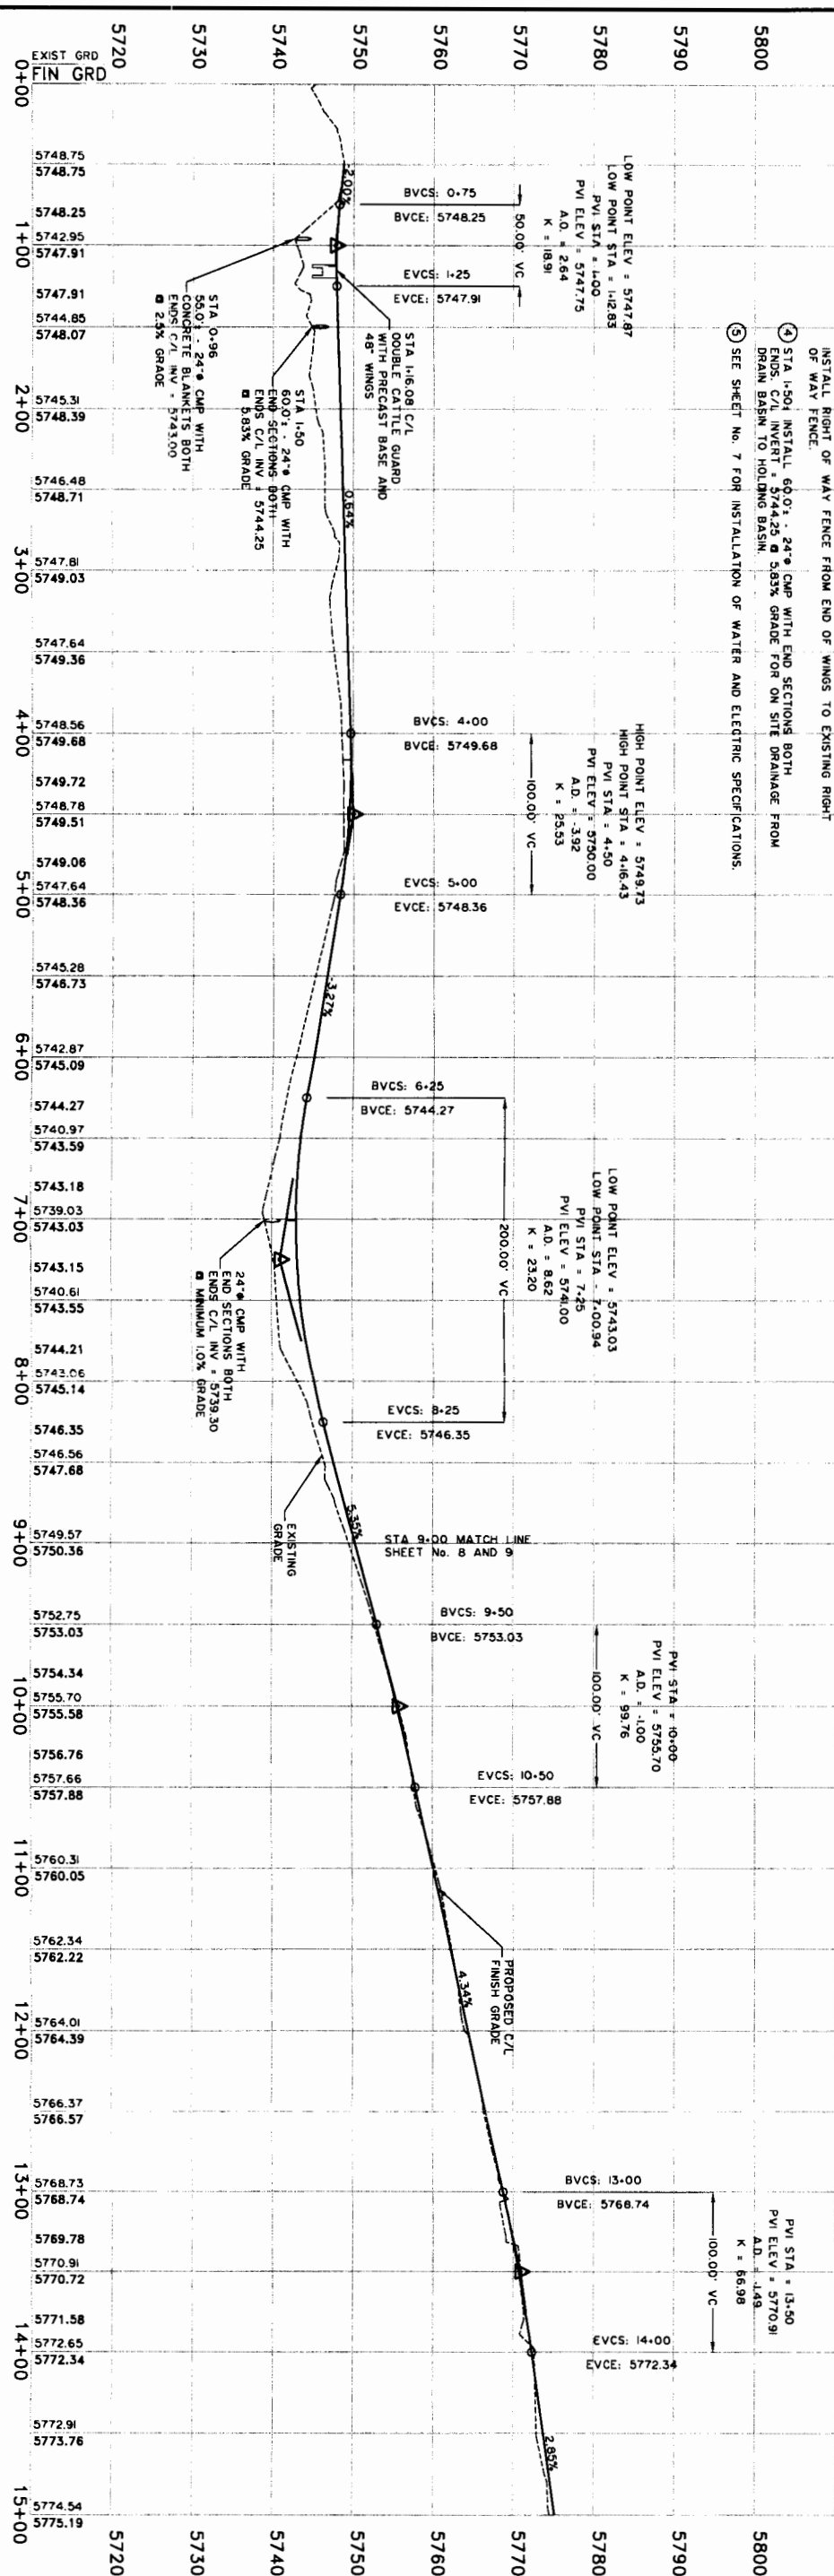 INSTALL RIGHT OF WAY FENCE FROM END OF WINGS TO EXISTING RIGHT
OF WAY FENCE.
4 STA 1+50± INSTALL 60.0'± - 24"ø CMP WITH END SECTIONS BOTH
ENDS. C/L INVERT = 5744.25 @ 5.83% GRADE FOR ON SITE DRAINAGE FROM
DRAIN BASIN TO HOLDING BASIN.
5 SEE SHEET No. 7 FOR INSTALLATION OF WATER AND ELECTRIC SPECIFICATIONS.
5800
5790
5780
5770
5760
5750
5740
5730
5720
LOW POINT ELEV = 5747.87
LOW POINT STA = 1+12.83
PVI STA = 1+00
PVI ELEV = 5747.75
A.D. = 2.64
K = 18.91
50.00' VC
BVCS: 0+75
BVCE: 5748.25
EVCS: 1+25
EVCE: 5747.91
HIGH POINT ELEV = 5749.73
HIGH POINT STA = 4+16.43
PVI STA = 4+50
PVI ELEV = 5750.00
A.D. = -3.92
K = 25.53
100.00' VC
BVCS: 4+00
BVCE: 5749.68
EVCS: 5+00
EVCE: 5748.36
LOW POINT ELEV = 5743.03
LOW POINT STA = 7+00.94
PVI STA = 7+25
PVI ELEV = 5741.00
A.D. = 8.62
K = 23.20
200.00' VC
BVCS: 6+25
BVCE: 5744.27
EVCS: 8+25
EVCE: 5746.35
STA 9+00 MATCH LINE
SHEET No. 8 AND 9
PVI STA = 10+00
PVI ELEV = 5755.70
A.D. = -1.00
K = 99.76
100.00' VC
BVCS: 9+50
BVCE: 5753.03
EVCS: 10+50
EVCE: 5757.88
PVI STA = 13+50
PVI ELEV = 5770.91
A.D. = -1.49
K = 66.98
100.00' VC
BVCS: 13+00
BVCE: 5768.74
EVCS: 14+00
EVCE: 5772.34
-2.00%
0.64%
-3.27%
5.35%
4.34%
2.85%
STA 1+16.08 C/L
DOUBLE CATTLE GUARD
WITH PRECAST BASE AND
48" WINGS
STA 1+50
60.0'± - 24"ø CMP WITH
END SECTIONS BOTH
ENDS C/L INV = 5744.25
@ 5.83% GRADE
STA 0+96
55.0'± - 24"ø CMP WITH
CONCRETE BLANKETS BOTH
ENDS C/L INV = 5743.00
@ 2.5% GRADE
24"ø CMP WITH
END SECTIONS BOTH
ENDS C/L INV = 5739.30
@ MINIMUM 1.0% GRADE
EXISTING
GRADE
PROPOSED C/L
FINISH GRADE
5800
5790
5780
5770
5760
5750
5740
5730
5720
EXIST GRD
FIN GRD
5748.75
5748.75
5748.25
5742.95
5747.91
5747.91
5744.85
5748.07
5745.31
5748.39
5746.48
5748.71
5747.81
5749.03
5747.64
5749.36
5748.56
5749.68
5749.72
5748.78
5749.51
5749.06
5747.64
5748.36
5745.28
5746.73
5742.87
5745.09
5744.27
5740.97
5743.59
5743.18
5739.03
5743.03
5743.15
5740.61
5743.55
5744.21
5743.06
5745.14
5746.35
5746.56
5747.68
5749.57
5750.36
5752.75
5753.03
5754.34
5755.70
5755.58
5756.76
5757.66
5757.88
5760.31
5760.05
5762.34
5762.22
5764.01
5764.39
5766.37
5766.57
5768.73
5768.74
5769.78
5770.91
5770.72
5771.58
5772.65
5772.34
5772.91
5773.76
5774.54
5775.19
0+00
1+00
2+00
3+00
4+00
5+00
6+00
7+00
8+00
9+00
10+00
11+00
12+00
13+00
14+00
15+00